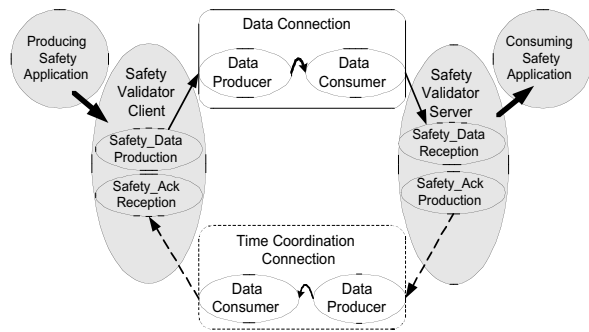 Data Connection
Producing
Safety
Application
Consuming
Safety
Application
Safety
Validator
Client
Data
Producer
Data
Consumer
Safety
Validator
Server
Safety_Data
Production
Safety_Data
Reception
Safety_Ack
Reception
Safety_Ack
Production
Time Coordination
Connection
Data
Consumer
Data
Producer